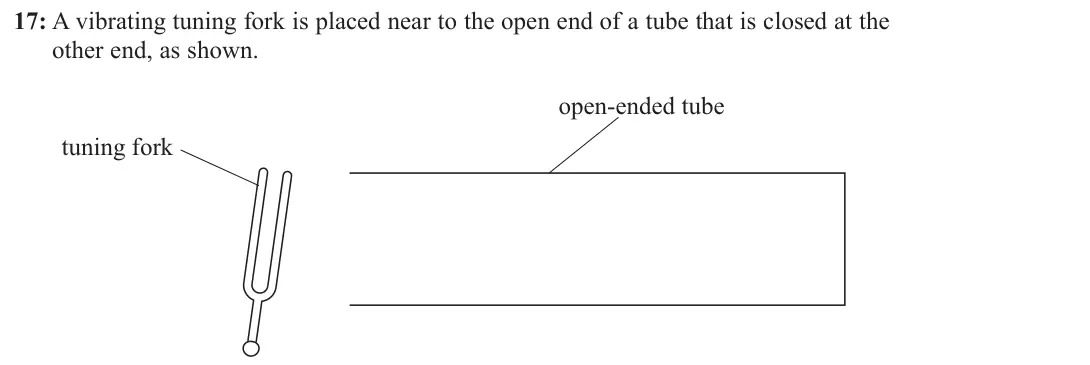 17: A vibrating tuning fork is placed near to the open end of a tube that is closed at the
other end, as shown.
open-ended tube
tuning fork